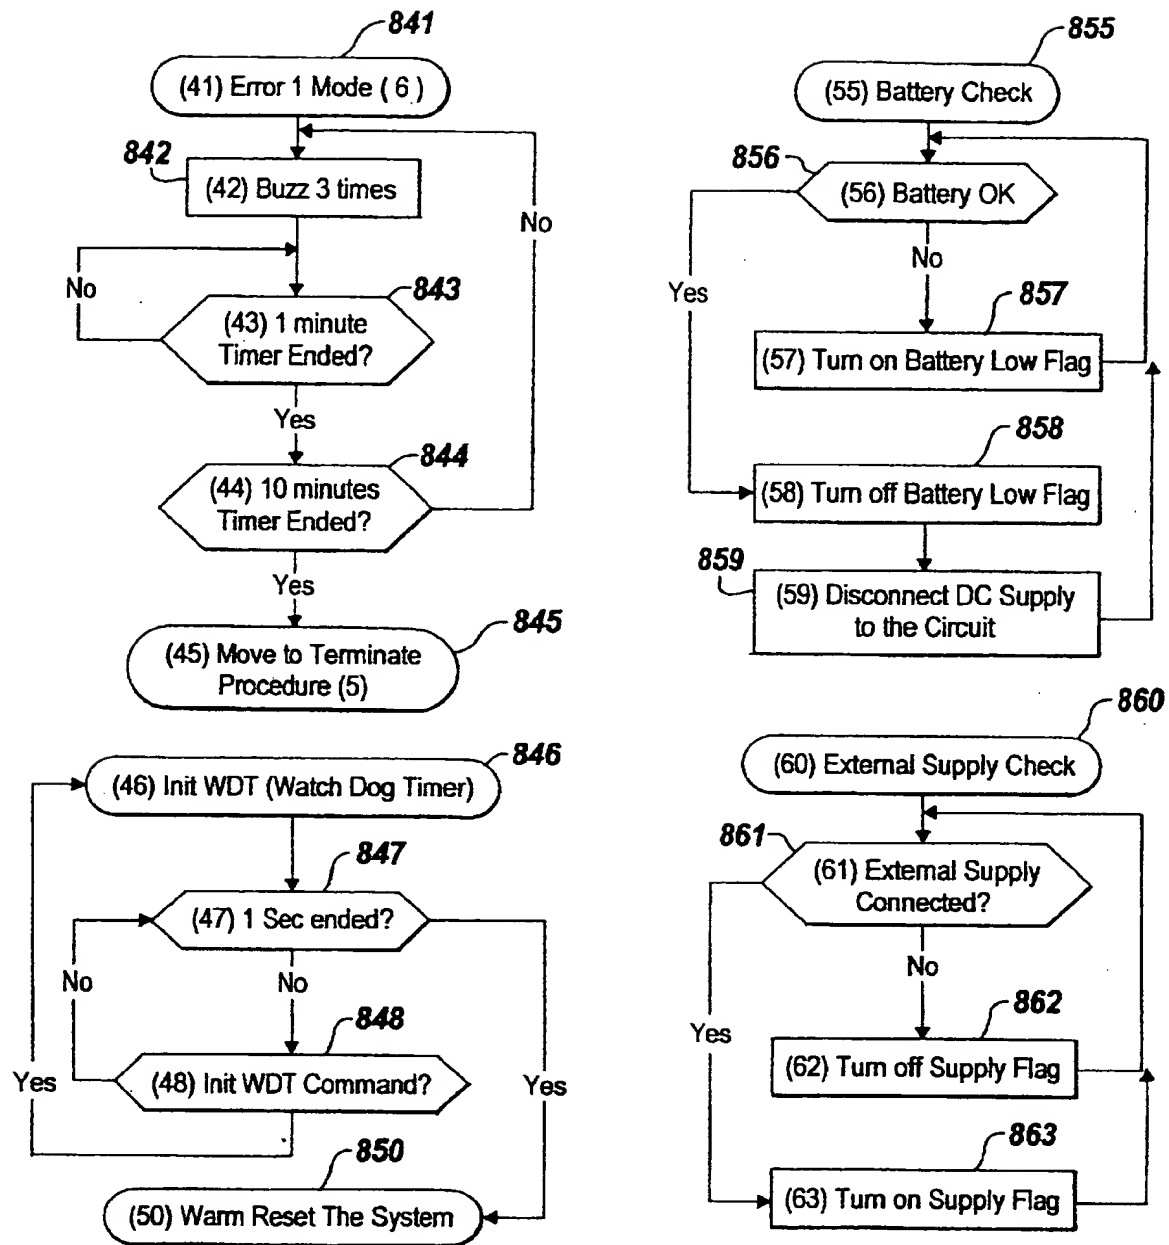 841
(41) Error 1 Mode ( 6 )
842
(42) Buzz 3 times
No
No
843
(43) 1 minute
Timer Ended?
Yes
844
(44) 10 minutes
Timer Ended?
Yes
845
(45) Move to Terminate
Procedure (5)
846
(46) Init WDT (Watch Dog Timer)
847
(47) 1 Sec ended?
No
No
848
(48) Init WDT Command?
Yes
Yes
850
(50) Warm Reset The System
855
(55) Battery Check
856
(56) Battery OK
No
Yes
857
(57) Turn on Battery Low Flag
858
(58) Turn off Battery Low Flag
859
(59) Disconnect DC Supply
to the Circuit
860
(60) External Supply Check
861
(61) External Supply
Connected?
No
Yes
862
(62) Turn off Supply Flag
863
(63) Turn on Supply Flag